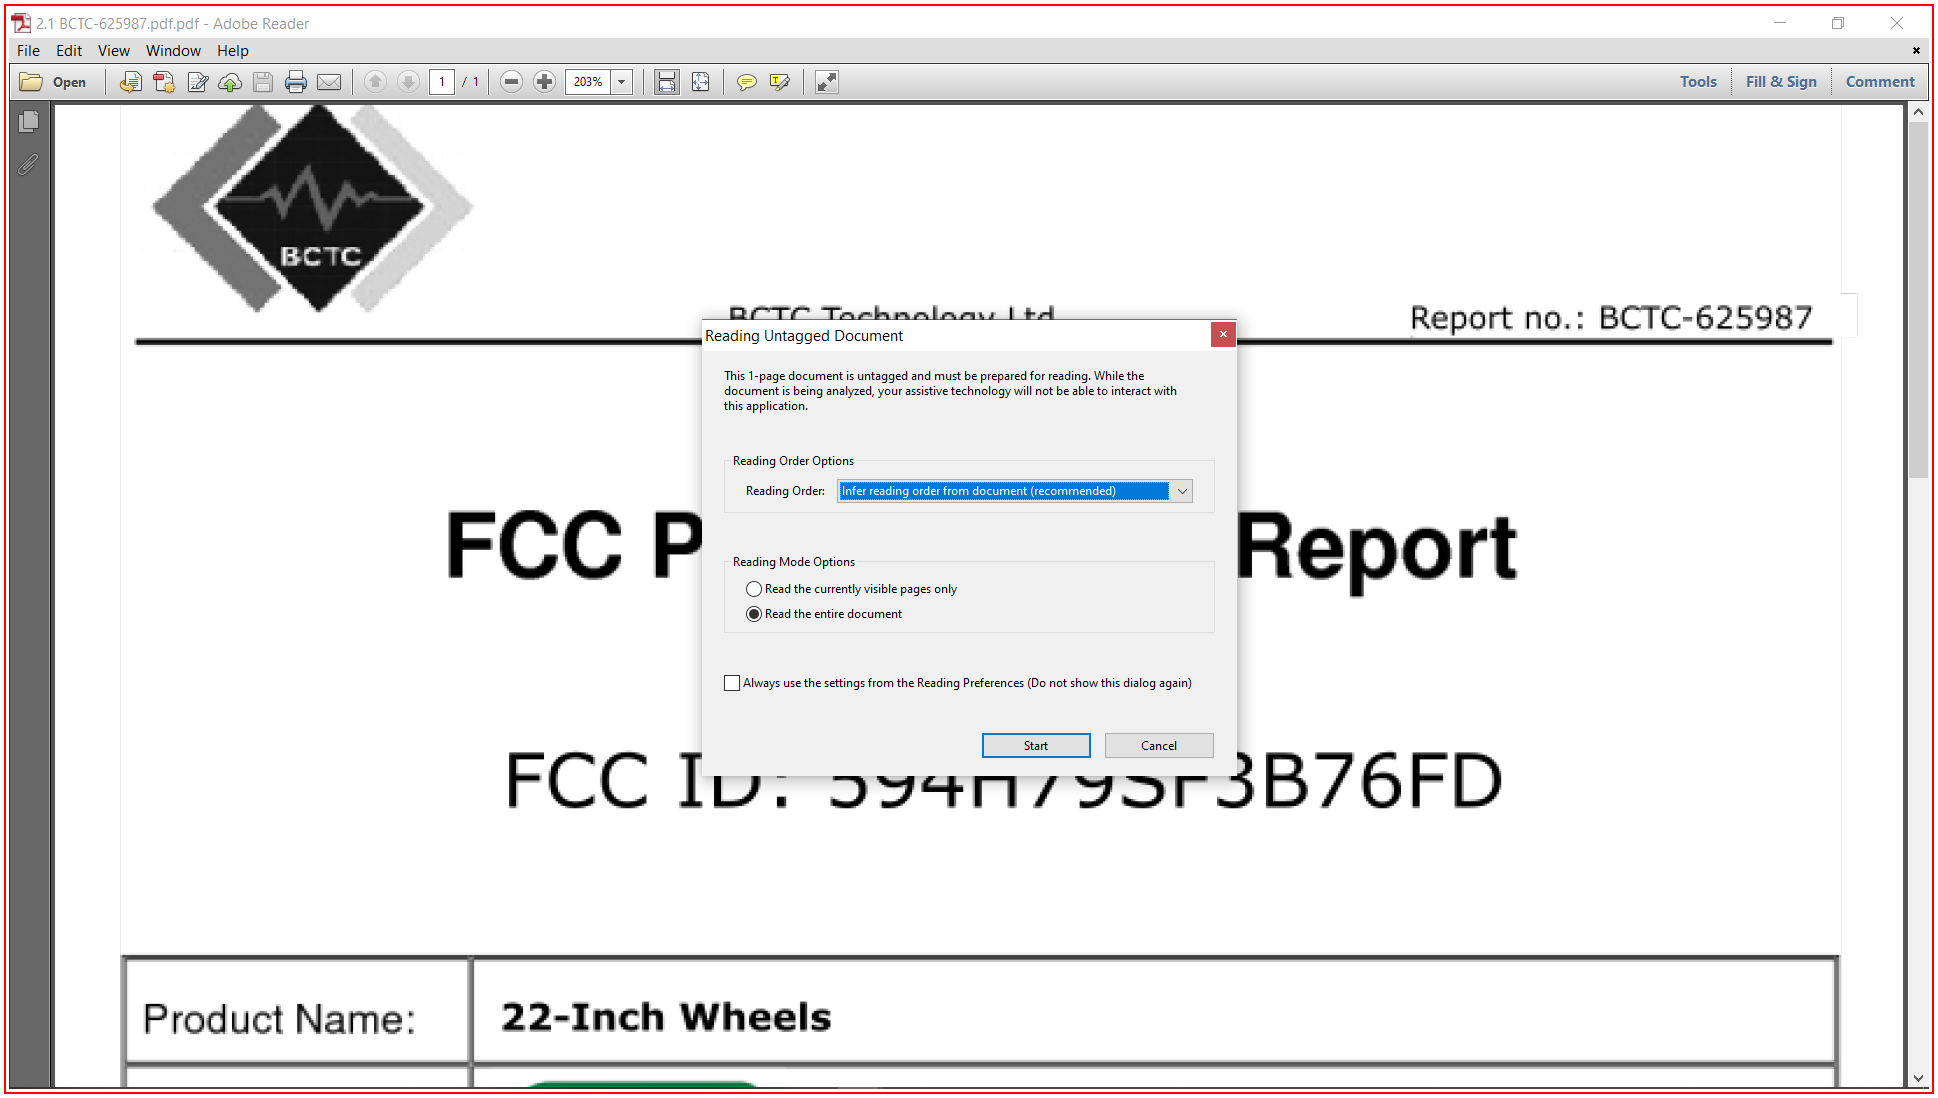 2.1 BCTC-625987.pdf.pdf - Adobe Reader
File Edit View Window Help
Open 1 / 1 203% Tools Fill & Sign Comment
BCTC
BCTC Technology Ltd Report no.: BCTC-625987
Reading Untagged Document
This 1-page document is untagged and must be prepared for reading. While the
document is being analyzed, your assistive technology will not be able to interact with
this application.
Reading Order Options
Reading Order: Infer reading order from document (recommended)
FCC P Report
Reading Mode Options
Read the currently visible pages only
Read the entire document
Always use the settings from the Reading Preferences (Do not show this dialog again)
Start Cancel
FCC ID: 594H79SF3B76FD
Product Name: 22-Inch Wheels